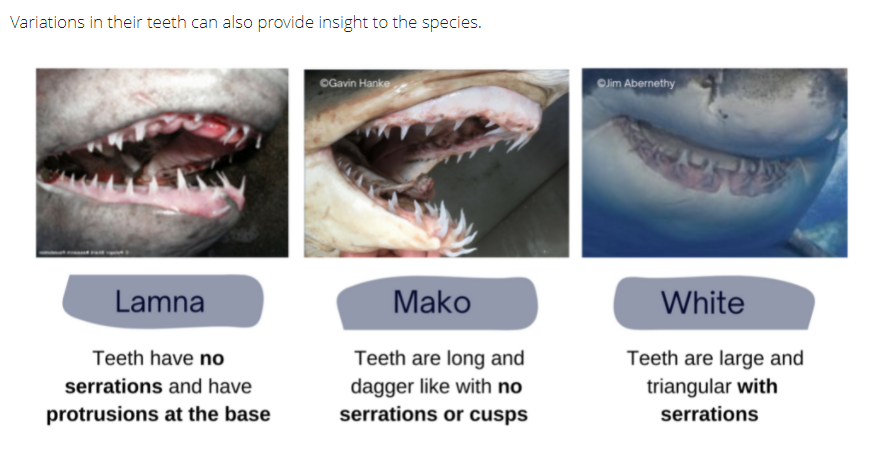 Variations in their teeth can also provide insight to the species.
©Gavin Hanke
©Jim Abernethy
Lamna
Mako
White
Teeth have no
serrations and have
protrusions at the base
Teeth are long and
dagger like with no
serrations or cusps
Teeth are large and
triangular with
serrations